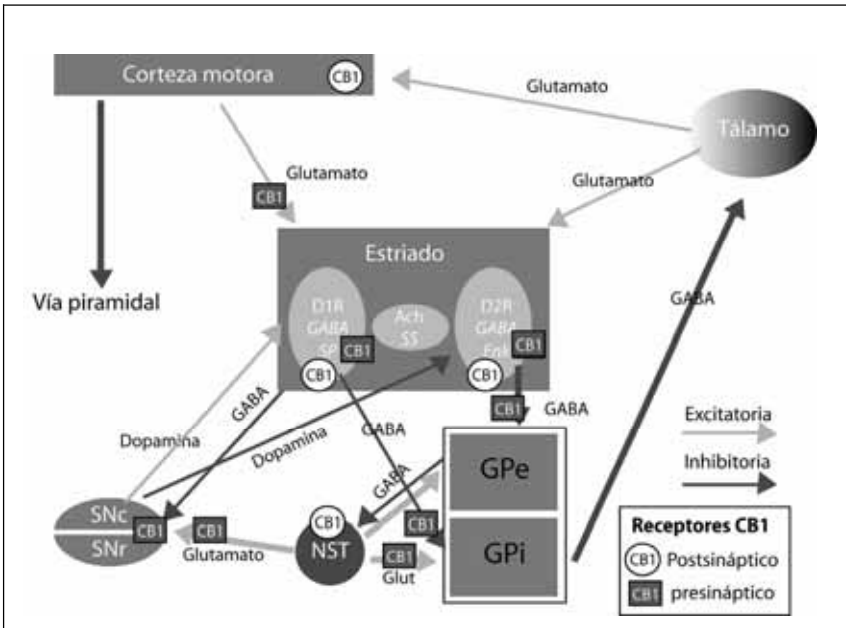 Corteza motora
CB1
Glutamato
Tálamo
CB1
Glutamato
Glutamato
Estriado
Vía piramidal
GABA
D1R
GABA
SP
CB1
Ach
SS
D2R
GABA
Enk
CB1
CB1
CB1
GABA
CB1
GABA
Dopamina
Dopamina
GABA
Excitatoria
Inhibitoria
GABA
GPe
SNc
SNr
CB1
CB1
Glutamato
CB1
NST
CB1
CB1
Glut
GPi
Receptores CB1
CB1 Postsináptico
CB1 presináptico